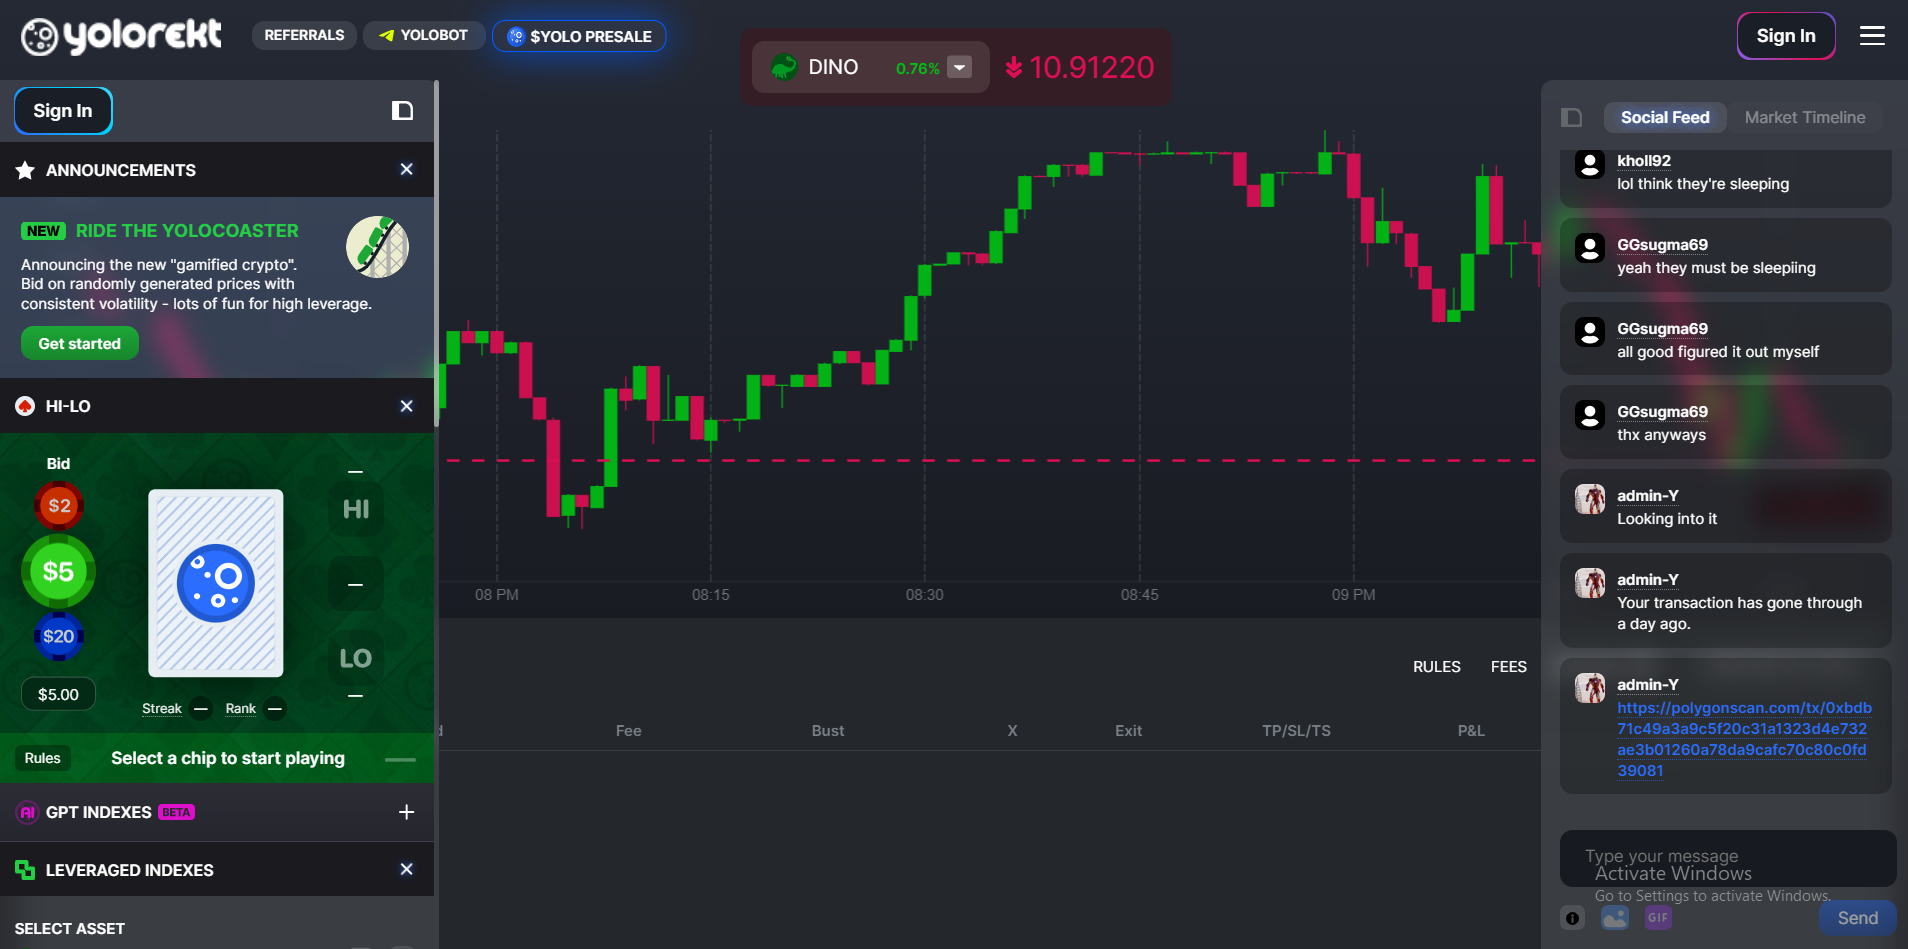 yolorekt
REFERRALS
YOLOBOT
$YOLO PRESALE
DINO
0.76%
10.91220
Sign In
Sign In
ANNOUNCEMENTS
NEW RIDE THE YOLOCOASTER
Announcing the new "gamified crypto".
Bid on randomly generated prices with
consistent volatility - lots of fun for high leverage.
Get started
HI-LO
Bid
$2
$5
$20
$5.00
HI
LO
Streak —
Rank —
Rules
Select a chip to start playing
AI GPT INDEXES BETA
LEVERAGED INDEXES
SELECT ASSET
08 PM
08:15
08:30
08:45
09 PM
RULES
FEES
Fee
Bust
X
Exit
TP/SL/TS
P&L
Social Feed
Market Timeline
kholl92
lol think they're sleeping
GGsugma69
yeah they must be sleepiing
GGsugma69
all good figured it out myself
GGsugma69
thx anyways
admin-Y
Looking into it
admin-Y
Your transaction has gone through
a day ago.
admin-Y
https://polygonscan.com/tx/0xbdb
71c49a3a9c5f20c31a1323d4e732
ae3b01260a78da9cafc70c80c0fd
39081
Type your message
Activate Windows
Go to Settings to activate Windows.
GIF
Send